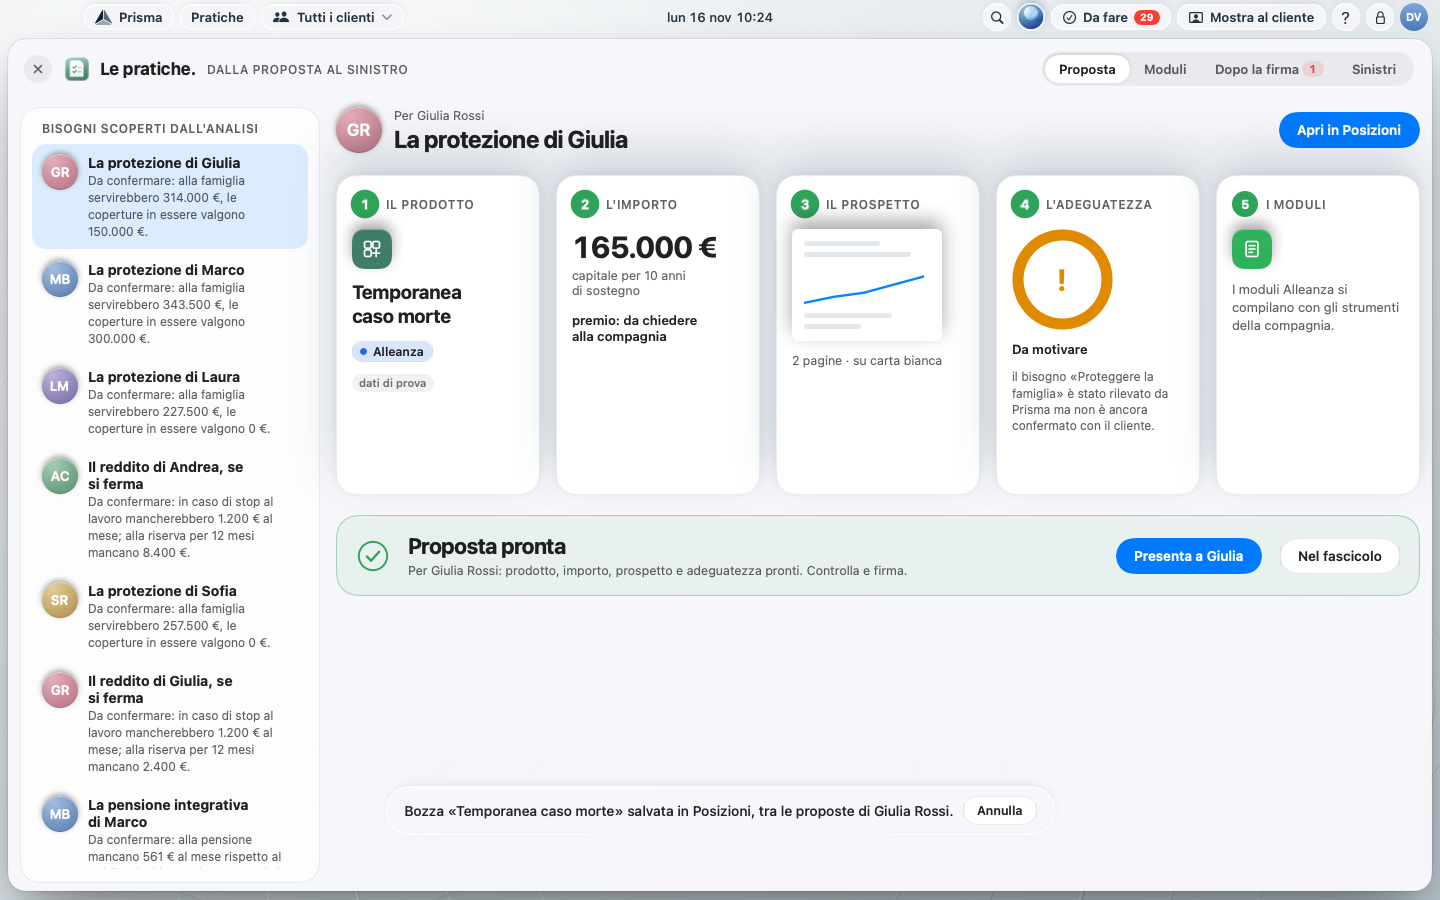 Prisma
Pratiche
Tutti i clienti
lun 16 nov 10:24
Da fare 29
Mostra al cliente
?
DV
Le pratiche. DALLA PROPOSTA AL SINISTRO
Proposta
Moduli
Dopo la firma 1
Sinistri
BISOGNI SCOPERTI DALL'ANALISI
GR
La protezione di Giulia
Da confermare: alla famiglia
servirebbero 314.000 €, le
coperture in essere valgono
150.000 €.
MB
La protezione di Marco
Da confermare: alla famiglia
servirebbero 343.500 €, le
coperture in essere valgono
300.000 €.
LM
La protezione di Laura
Da confermare: alla famiglia
servirebbero 227.500 €, le
coperture in essere valgono 0 €.
AC
Il reddito di Andrea, se
si ferma
Da confermare: in caso di stop al
lavoro mancherebbero 1.200 € al
mese; alla riserva per 12 mesi
mancano 8.400 €.
SR
La protezione di Sofia
Da confermare: alla famiglia
servirebbero 257.500 €, le
coperture in essere valgono 0 €.
GR
Il reddito di Giulia, se
si ferma
Da confermare: in caso di stop al
lavoro mancherebbero 1.200 € al
mese; alla riserva per 12 mesi
mancano 2.400 €.
MB
La pensione integrativa
di Marco
Da confermare: alla pensione
mancano 561 € al mese rispetto al
GR
Per Giulia Rossi
La protezione di Giulia
Apri in Posizioni
1 IL PRODOTTO
Temporanea
caso morte
Alleanza
dati di prova
2 L'IMPORTO
165.000 €
capitale per 10 anni
di sostegno
premio: da chiedere
alla compagnia
3 IL PROSPETTO
2 pagine · su carta bianca
4 L'ADEGUATEZZA
!
Da motivare
il bisogno «Proteggere la
famiglia» è stato rilevato da
Prisma ma non è ancora
confermato con il cliente.
5 I MODULI
I moduli Alleanza si
compilano con gli strumenti
della compagnia.
Proposta pronta
Per Giulia Rossi: prodotto, importo, prospetto e adeguatezza pronti. Controlla e firma.
Presenta a Giulia
Nel fascicolo
Bozza «Temporanea caso morte» salvata in Posizioni, tra le proposte di Giulia Rossi.
Annulla